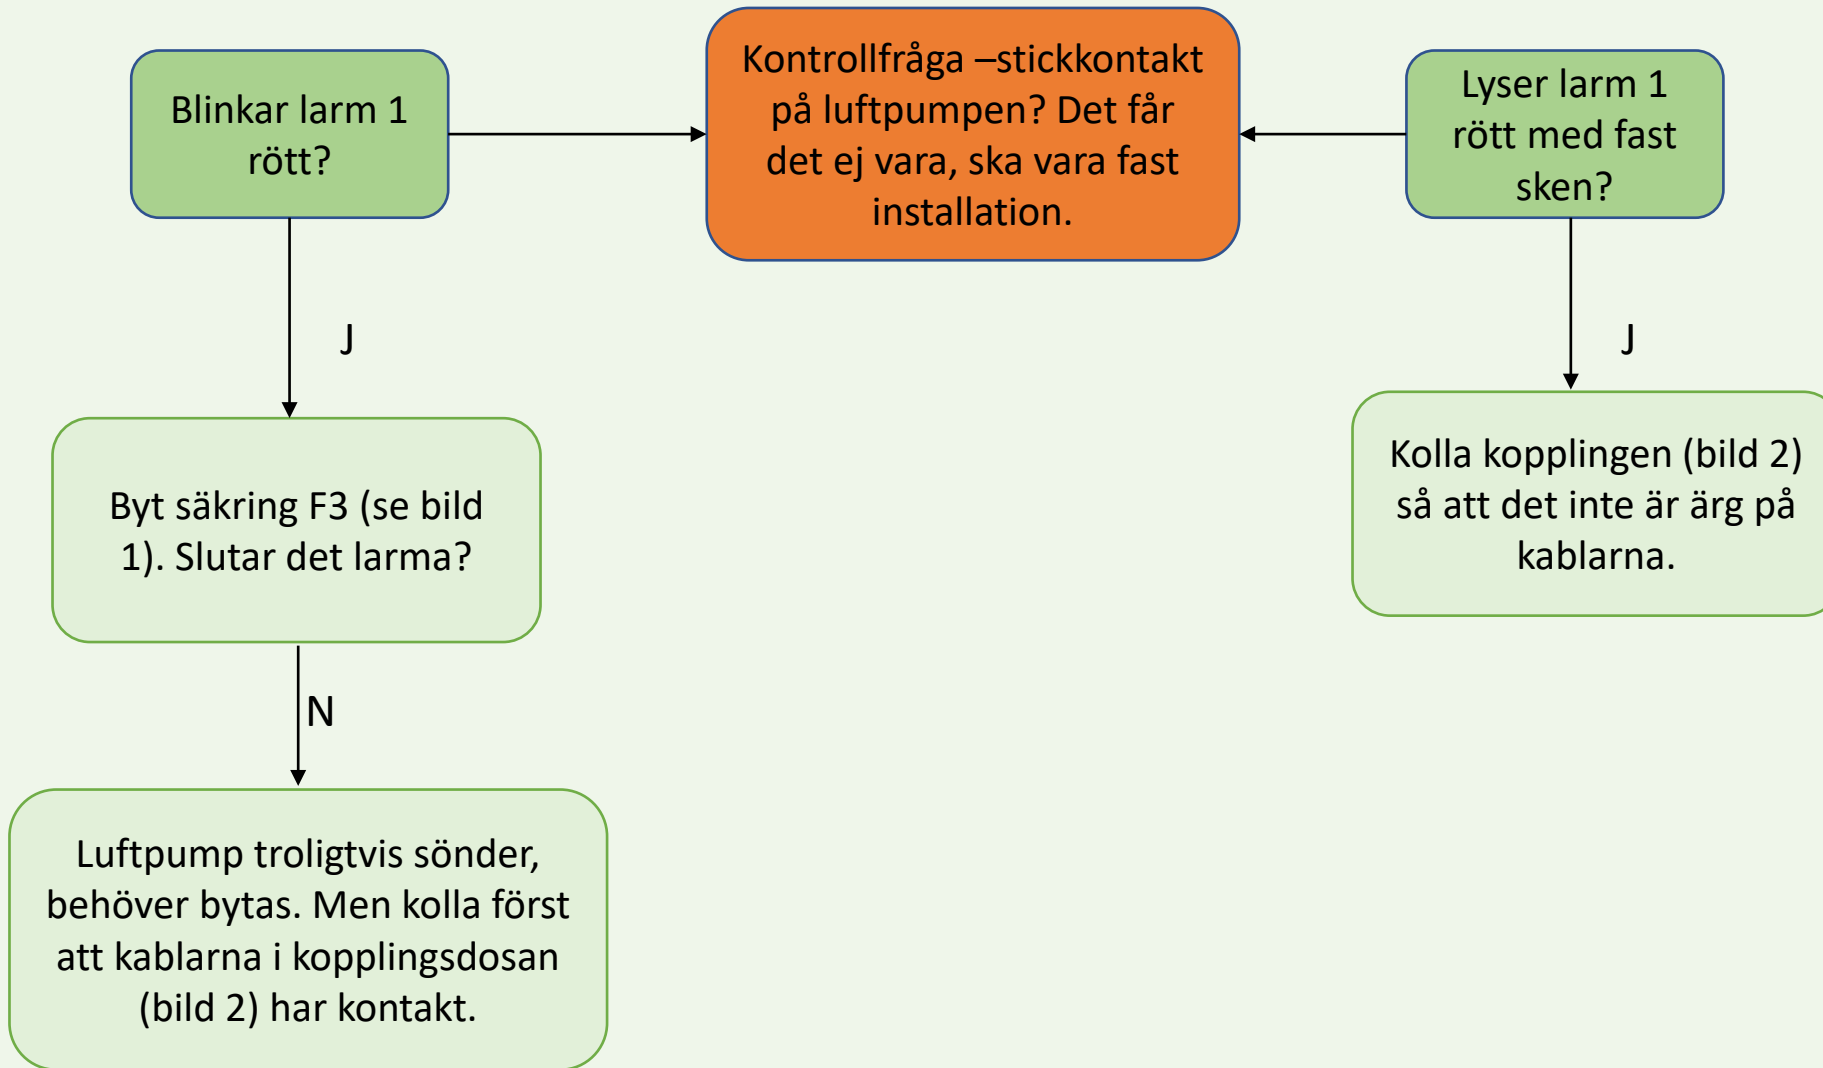 Blinkar larm 1
rött?
Kontrollfråga –stickkontakt
på luftpumpen? Det får
det ej vara, ska vara fast
installation.
Lyser larm 1
rött med fast
sken?
J
J
Byt säkring F3 (se bild
1). Slutar det larma?
Kolla kopplingen (bild 2)
så att det inte är ärg på
kablarna.
N
Luftpump troligtvis sönder,
behöver bytas. Men kolla först
att kablarna i kopplingsdosan
(bild 2) har kontakt.